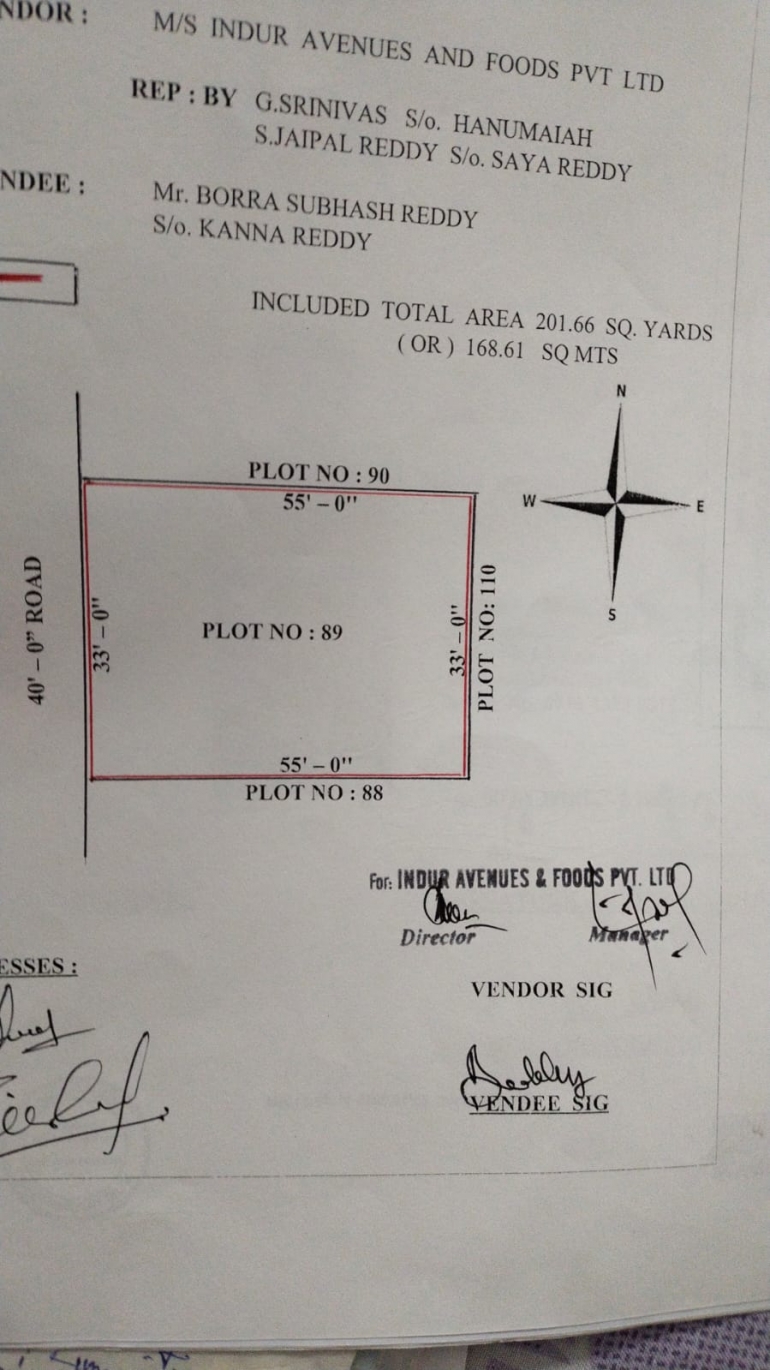 NDOR :
M/S INDUR AVENUES AND FOODS PVT LTD
REP : BY G.SRINIVAS S/o. HANUMAIAH
S.JAIPAL REDDY S/o. SAYA REDDY
NDEE :
Mr. BORRA SUBHASH REDDY
S/o. KANNA REDDY
INCLUDED TOTAL AREA 201.66 SQ. YARDS
( OR ) 168.61 SQ MTS
N
W
E
S
PLOT NO : 90
55' – 0''
40' – 0" ROAD
33' – 0''
PLOT NO : 89
33' – 0''
PLOT NO: 110
55' – 0''
PLOT NO : 88
For: INDUR AVENUES & FOODS PVT. LTD
Director
Manager
ESSES :
VENDOR SIG
VENDEE SIG